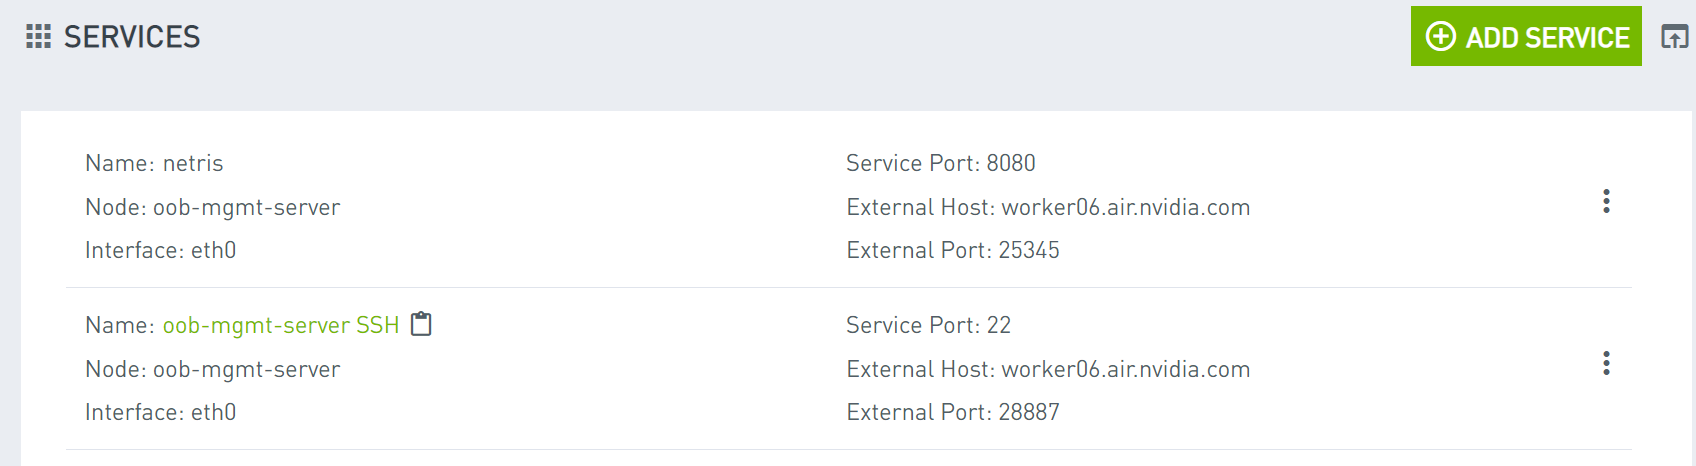 SERVICES
ADD SERVICE
Name: netris
Service Port: 8080
Node: oob-mgmt-server
External Host: worker06.air.nvidia.com
Interface: eth0
External Port: 25345
Name: oob-mgmt-server SSH
Service Port: 22
Node: oob-mgmt-server
External Host: worker06.air.nvidia.com
Interface: eth0
External Port: 28887